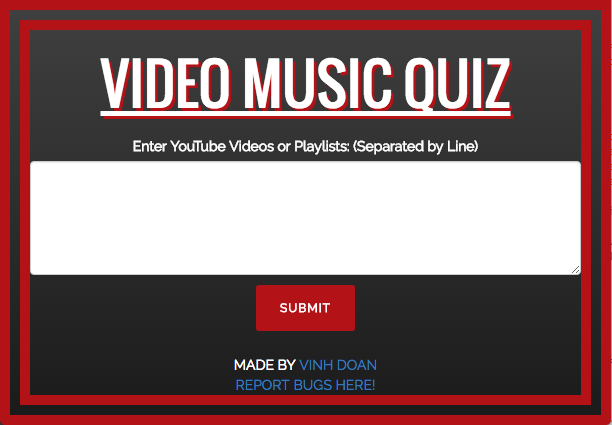 VIDEO MUSIC QUIZ
Enter YouTube Videos or Playlists: (Separated by Line)
SUBMIT
MADE BY VINH DOAN
REPORT BUGS HERE!